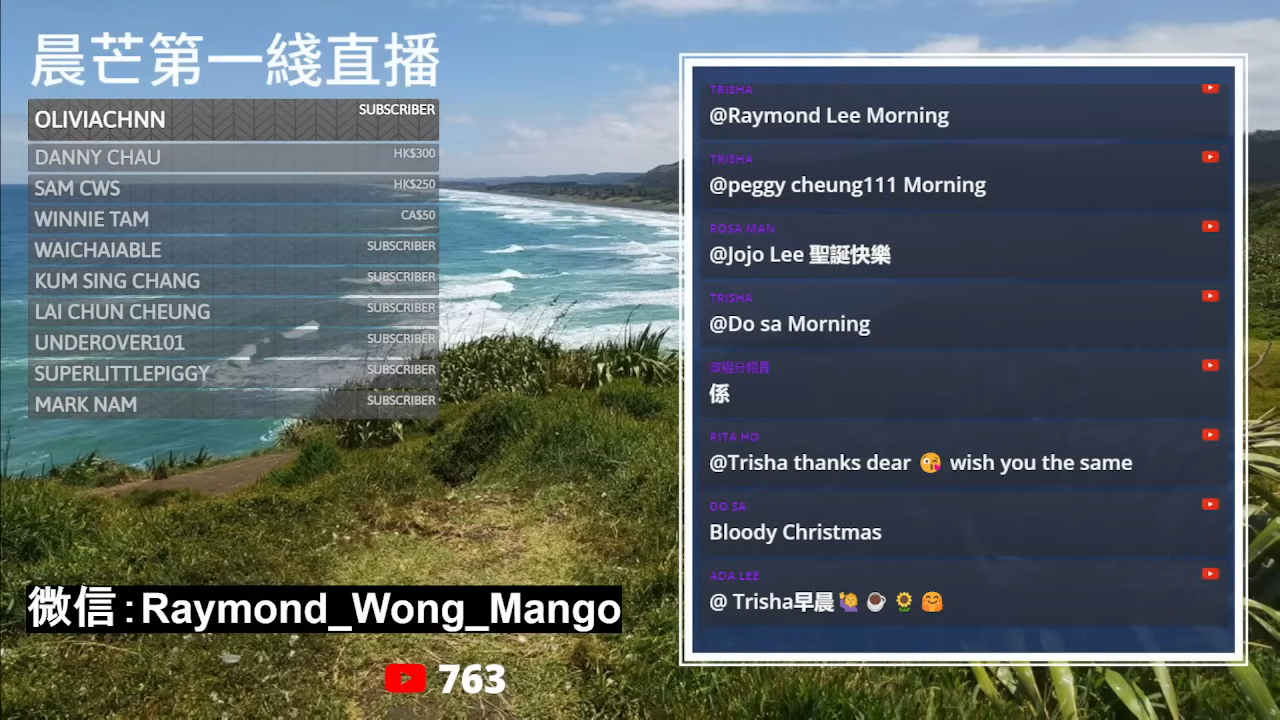 晨芒第一綫直播
OLIVIACHNN SUBSCRIBER
DANNY CHAU HK$300
SAM CWS HK$250
WINNIE TAM CA$50
WAICHAIABLE SUBSCRIBER
KUM SING CHANG SUBSCRIBER
LAI CHUN CHEUNG SUBSCRIBER
UNDEROVER101 SUBSCRIBER
SUPERLITTLEPIGGY SUBSCRIBER
MARK NAM SUBSCRIBER
微信:Raymond_Wong_Mango
763
TRISHA
@Raymond Lee Morning
TRISHA
@peggy cheung111 Morning
ROSA MAN
@Jojo Lee 聖誕快樂
TRISHA
@Do sa Morning
係
RITA HO
@Trisha thanks dear 😘 wish you the same
DO SA
Bloody Christmas
ADA LEE
@ Trisha早晨🙋☕🌻🤗